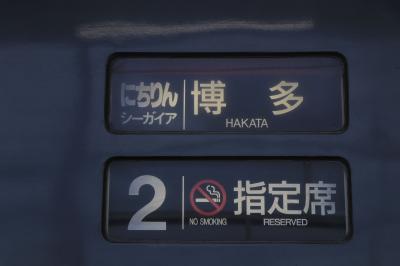 にちりん
シーガイア
博多
HAKATA
2
NO SMOKING
指定席
RESERVED